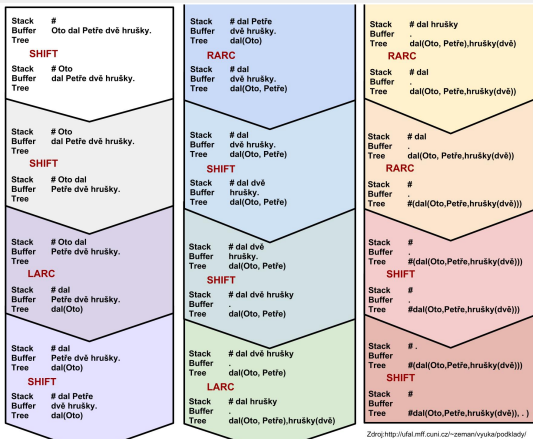 Stack #
Buffer Oto dal Petře dvě hrušky.
Tree
SHIFT
Stack # Oto
Buffer dal Petře dvě hrušky.
Tree
Stack # Oto
Buffer dal Petře dvě hrušky.
Tree
SHIFT
Stack # Oto dal
Buffer Petře dvě hrušky.
Tree
Stack # Oto dal
Buffer Petře dvě hrušky.
Tree
LARC
Stack # dal
Buffer Petře dvě hrušky.
Tree dal(Oto)
Stack # dal
Buffer Petře dvě hrušky.
Tree dal(Oto)
SHIFT
Stack # dal Petře
Buffer dvě hrušky.
Tree dal(Oto)
Stack # dal Petře
Buffer dvě hrušky.
Tree dal(Oto)
RARC
Stack # dal
Buffer dvě hrušky.
Tree dal(Oto, Petře)
Stack # dal
Buffer dvě hrušky.
Tree dal(Oto, Petře)
SHIFT
Stack # dal dvě
Buffer hrušky.
Tree dal(Oto, Petře)
Stack # dal dvě
Buffer hrušky.
Tree dal(Oto, Petře)
SHIFT
Stack # dal dvě hrušky
Buffer .
Tree dal(Oto, Petře)
Stack # dal dvě hrušky
Buffer .
Tree dal(Oto, Petře)
LARC
Stack # dal hrušky
Buffer .
Tree dal(Oto, Petře),hrušky(dvě)
Stack # dal hrušky
Buffer .
Tree dal(Oto, Petře),hrušky(dvě)
RARC
Stack # dal
Buffer .
Tree dal(Oto, Petře,hrušky(dvě))
Stack # dal
Buffer .
Tree dal(Oto, Petře,hrušky(dvě))
RARC
Stack #
Buffer .
Tree #(dal(Oto,Petře,hrušky(dvě)))
Stack #
Buffer .
Tree #(dal(Oto,Petře,hrušky(dvě)))
SHIFT
Stack #
Buffer .
Tree #dal(Oto,Petře,hrušky(dvě)))
Stack # .
Buffer
Tree #(dal(Oto,Petře,hrušky(dvě)))
SHIFT
Stack #
Buffer
Tree #dal(Oto,Petře,hrušky(dvě)), . )
Zdroj:http://ufal.mff.cuni.cz/~zeman/vyuka/podklady/